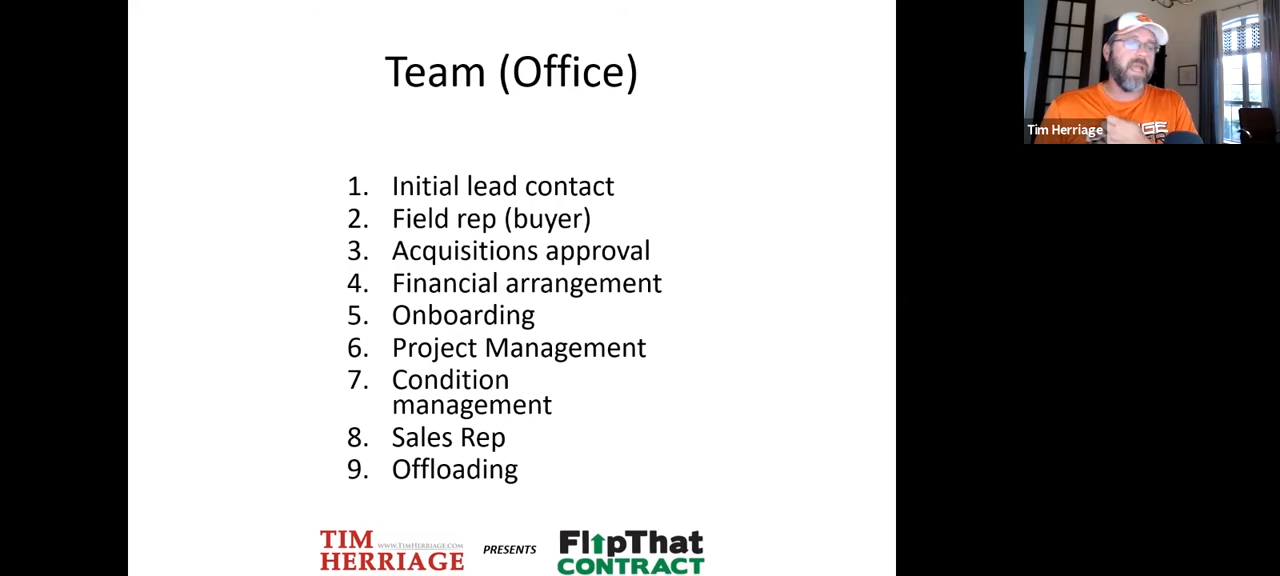 Team (Office)
1. Initial lead contact
2. Field rep (buyer)
3. Acquisitions approval
4. Financial arrangement
5. Onboarding
6. Project Management
7. Condition
management
8. Sales Rep
9. Offloading
TIM
HERRIAGE
www.TimHerriage.com
PRESENTS
FlipThat
CONTRACT
Tim Herriage